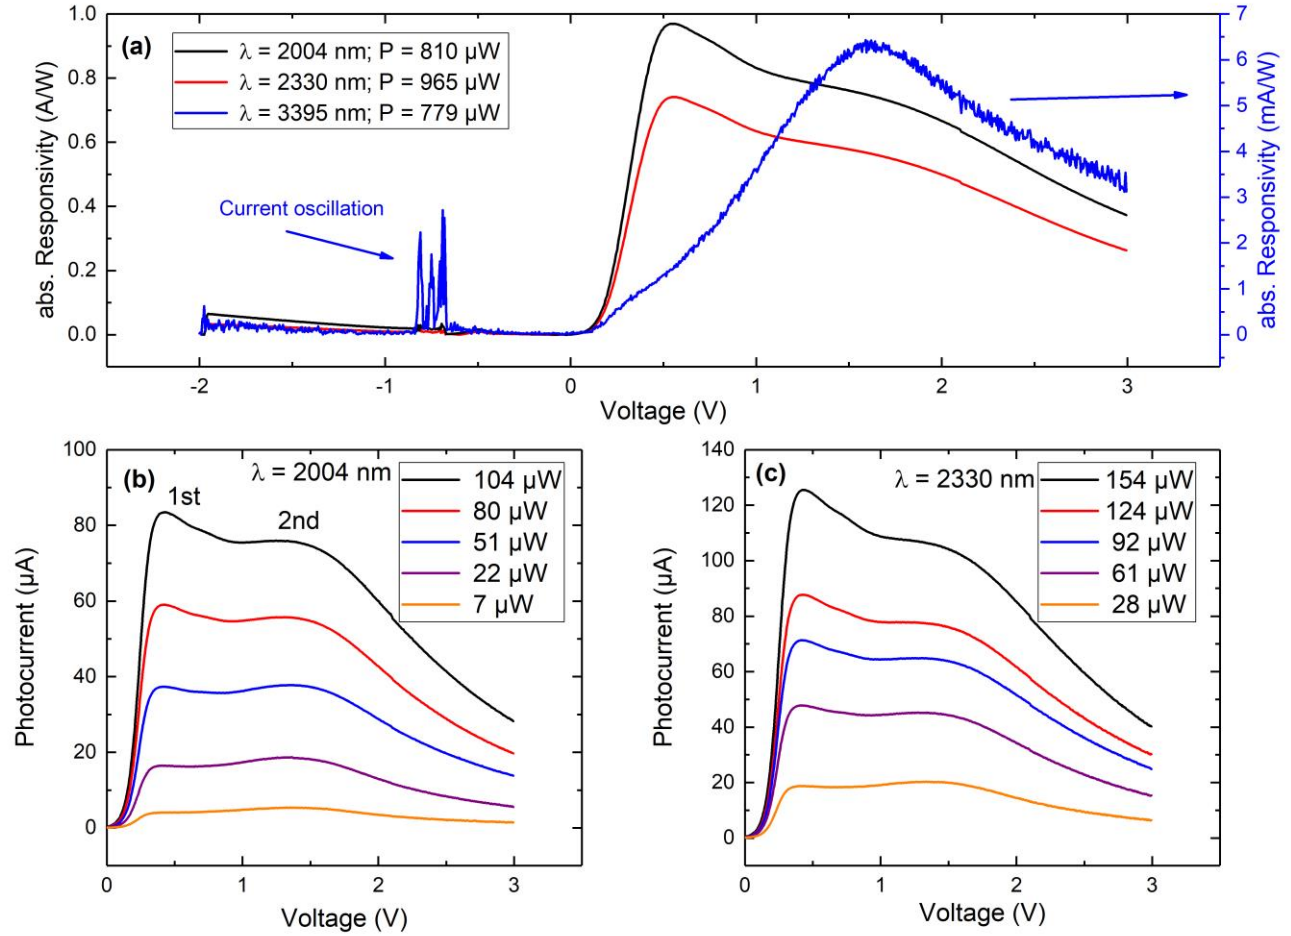 (a)
λ = 2004 nm; P = 810 µW
λ = 2330 nm; P = 965 µW
λ = 3395 nm; P = 779 µW
Current oscillation
abs. Responsivity (A/W)
1.0
0.8
0.6
0.4
0.2
0.0
abs. Responsivity (mA/W)
7
6
5
4
3
2
1
0
-2 -1 0 1 2 3
Voltage (V)
(b)
λ = 2004 nm
1st
2nd
104 µW
80 µW
51 µW
22 µW
7 µW
Photocurrent (µA)
100
80
60
40
20
0
0 1 2 3
Voltage (V)
(c)
λ = 2330 nm
154 µW
124 µW
92 µW
61 µW
28 µW
Photocurrent (µA)
140
120
100
80
60
40
20
0
0 1 2 3
Voltage (V)